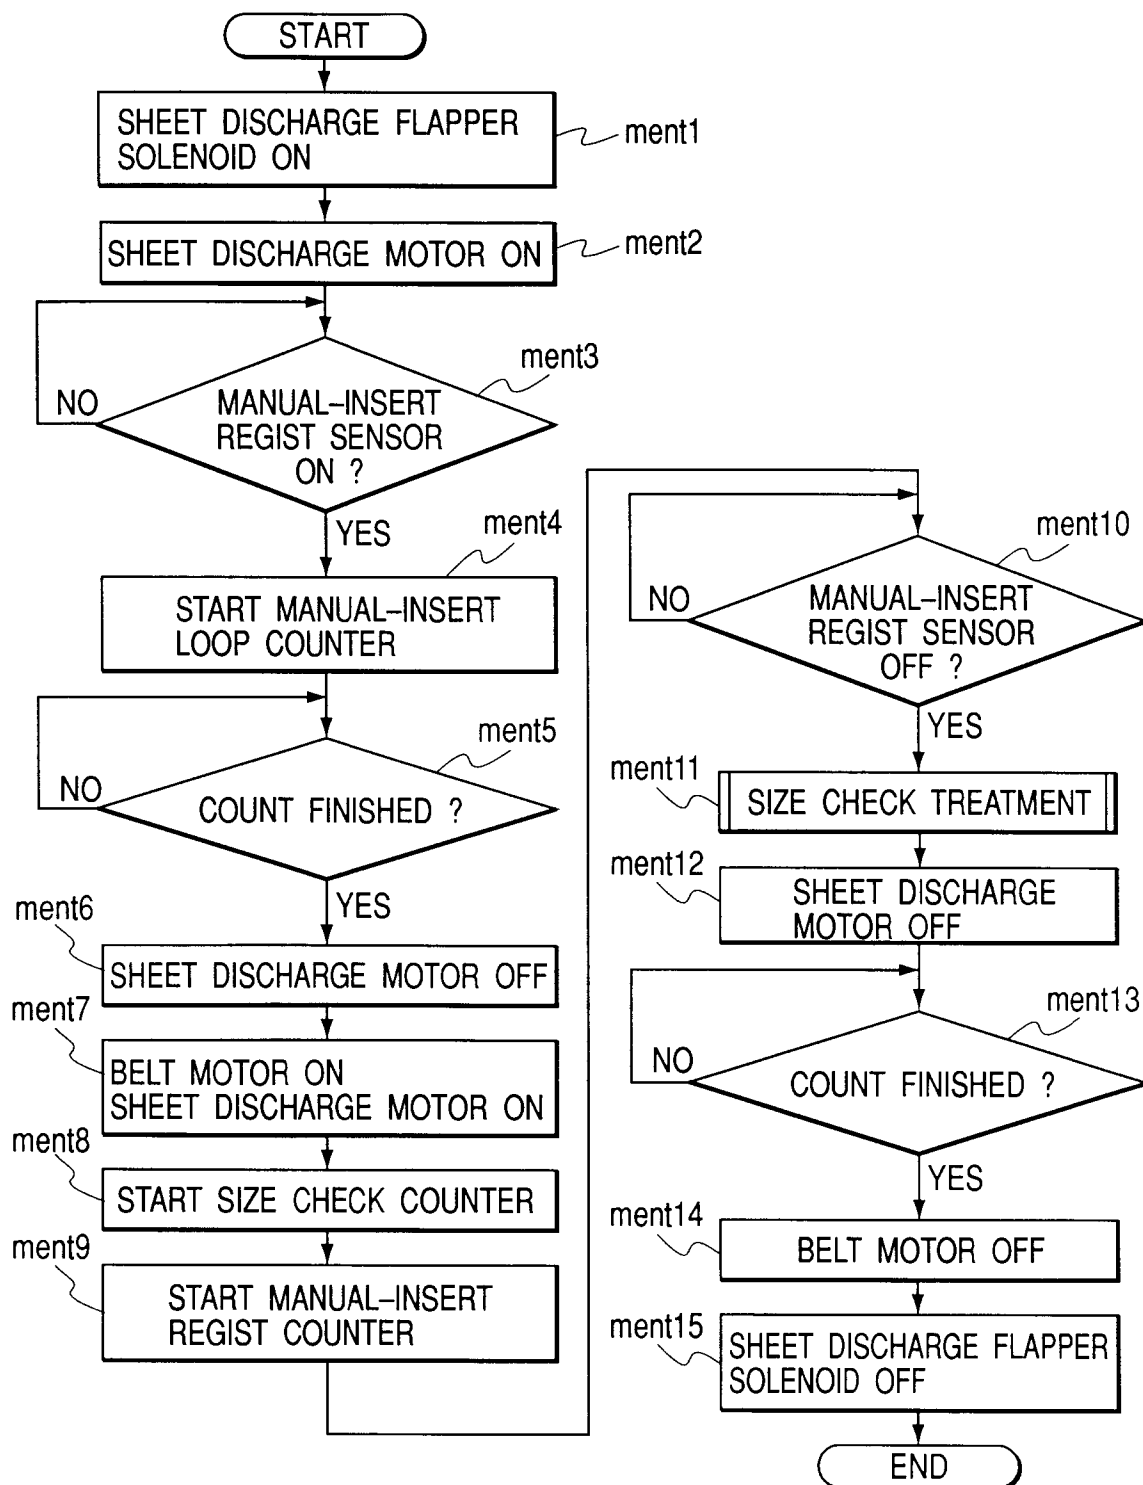 START
SHEET DISCHARGE FLAPPER
SOLENOID ON
ment1
SHEET DISCHARGE MOTOR ON
ment2
ment3
NO
MANUAL–INSERT
REGIST SENSOR
ON ?
YES
ment4
START MANUAL–INSERT
LOOP COUNTER
ment5
NO
COUNT FINISHED ?
YES
ment6
SHEET DISCHARGE MOTOR OFF
ment7
BELT MOTOR ON
SHEET DISCHARGE MOTOR ON
ment8
START SIZE CHECK COUNTER
ment9
START MANUAL–INSERT
REGIST COUNTER
ment10
NO
MANUAL–INSERT
REGIST SENSOR
OFF ?
YES
ment11
SIZE CHECK TREATMENT
ment12
SHEET DISCHARGE
MOTOR OFF
ment13
NO
COUNT FINISHED ?
YES
ment14
BELT MOTOR OFF
ment15
SHEET DISCHARGE FLAPPER
SOLENOID OFF
END